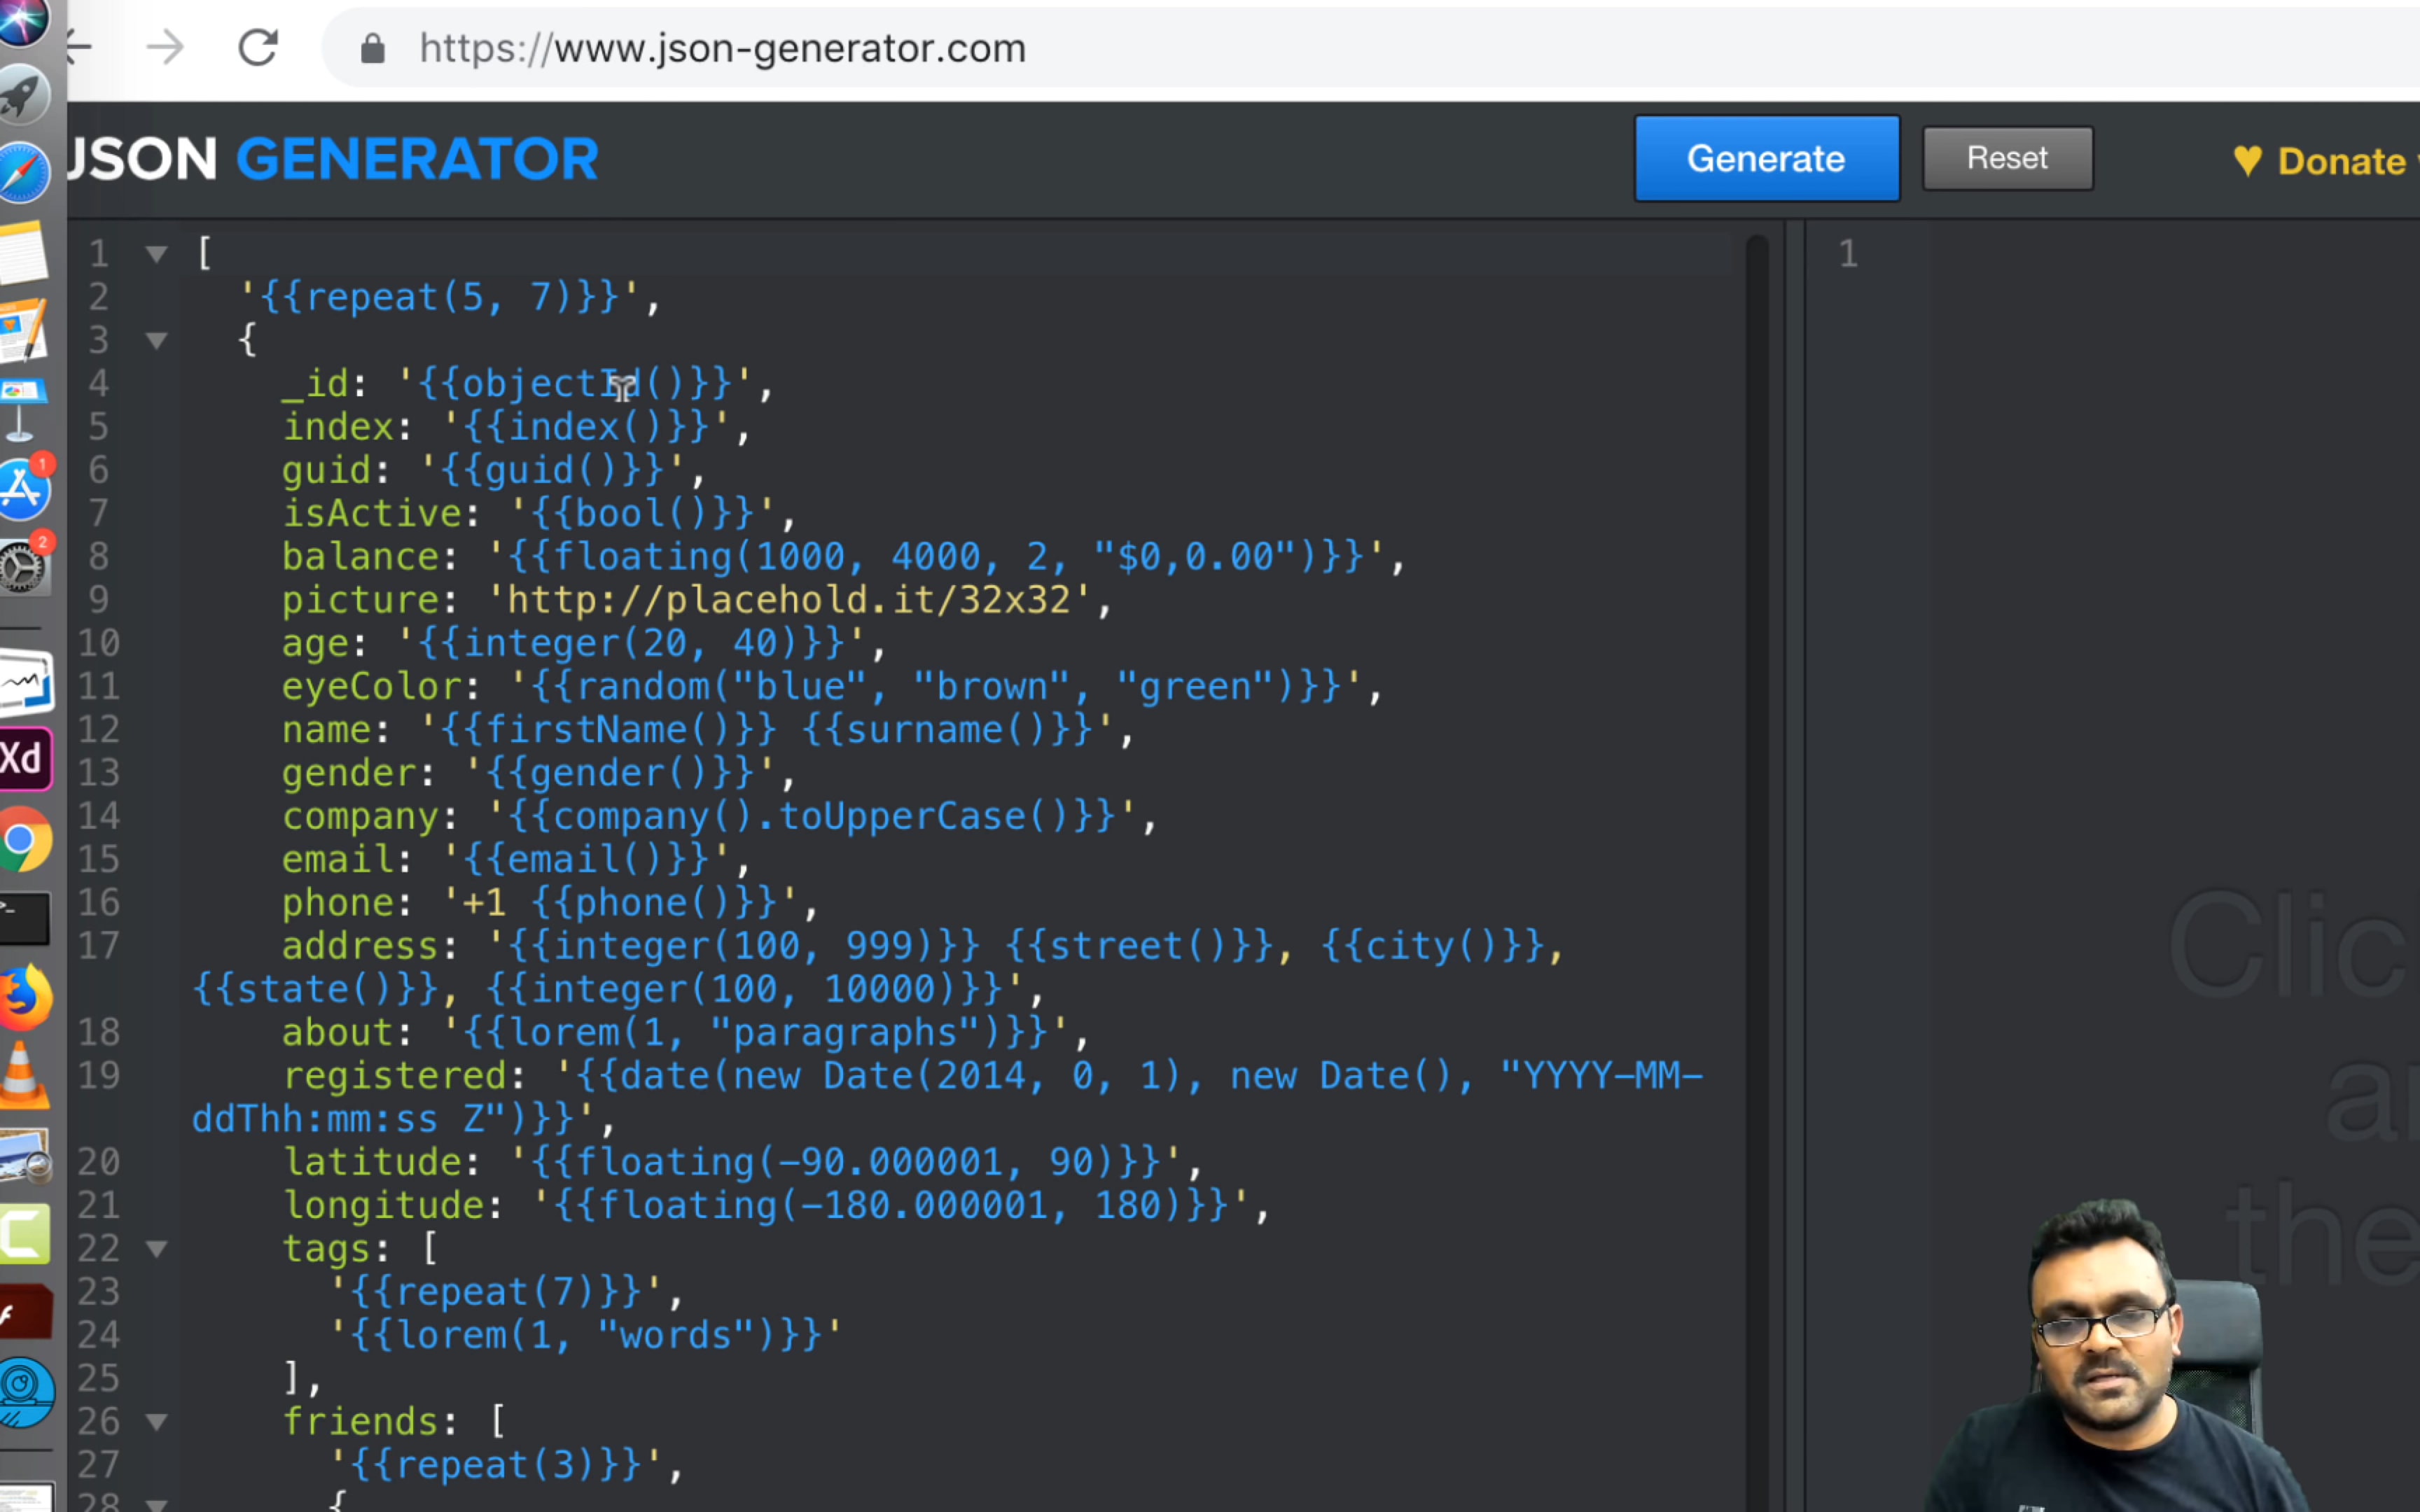 https://www.json-generator.com
JSON GENERATOR
Generate
Reset
♥ Donate
1 [
2 '{{repeat(5, 7)}}',
3 {
4 _id: '{{objectId()}}',
5 index: '{{index()}}',
6 guid: '{{guid()}}',
7 isActive: '{{bool()}}',
8 balance: '{{floating(1000, 4000, 2, "$0,0.00")}}',
9 picture: 'http://placehold.it/32x32',
10 age: '{{integer(20, 40)}}',
11 eyeColor: '{{random("blue", "brown", "green")}}',
12 name: '{{firstName()}} {{surname()}}',
13 gender: '{{gender()}}',
14 company: '{{company().toUpperCase()}}',
15 email: '{{email()}}',
16 phone: '+1 {{phone()}}',
17 address: '{{integer(100, 999)}} {{street()}}, {{city()}},
{{state()}}, {{integer(100, 10000)}}',
18 about: '{{lorem(1, "paragraphs")}}',
19 registered: '{{date(new Date(2014, 0, 1), new Date(), "YYYY-MM-
ddThh:mm:ss Z")}}',
20 latitude: '{{floating(-90.000001, 90)}}',
21 longitude: '{{floating(-180.000001, 180)}}',
22 tags: [
23 '{{repeat(7)}}',
24 '{{lorem(1, "words")}}'
25 ],
26 friends: [
27 '{{repeat(3)}}',
28 {
1
Clic
a
the
1
2
Xd